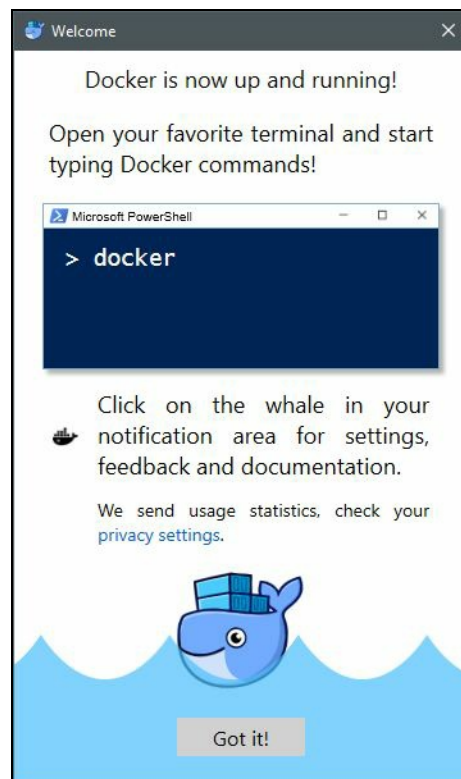 Welcome
Docker is now up and running!
Open your favorite terminal and start
typing Docker commands!
Microsoft PowerShell
> docker
Click on the whale in your
notification area for settings,
feedback and documentation.
We send usage statistics, check your
privacy settings.
Got it!